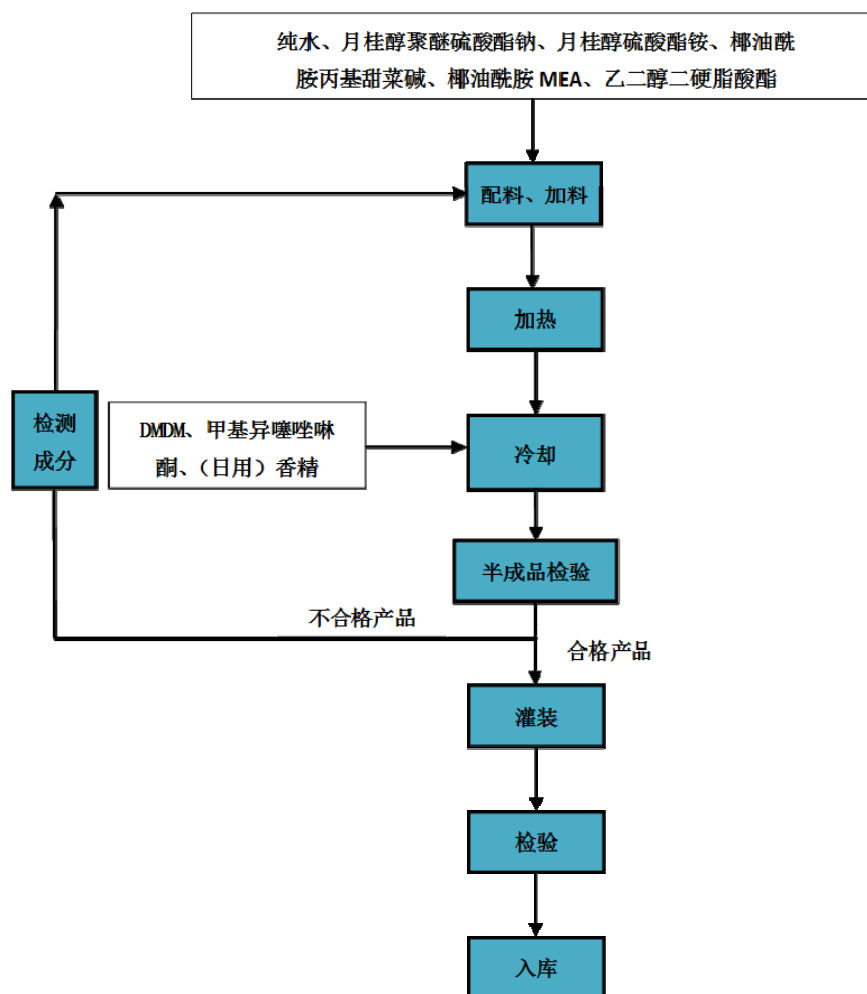 纯水、月桂醇聚醚硫酸酯钠、月桂醇硫酸酯铵、椰油酰
胺丙基甜菜碱、椰油酰胺 MEA、乙二醇二硬脂酸酯
配料、加料
加热
检测
成分
DMDM、甲基异噻唑啉
酮、（日用）香精
冷却
半成品检验
不合格产品
合格产品
灌装
检验
入库